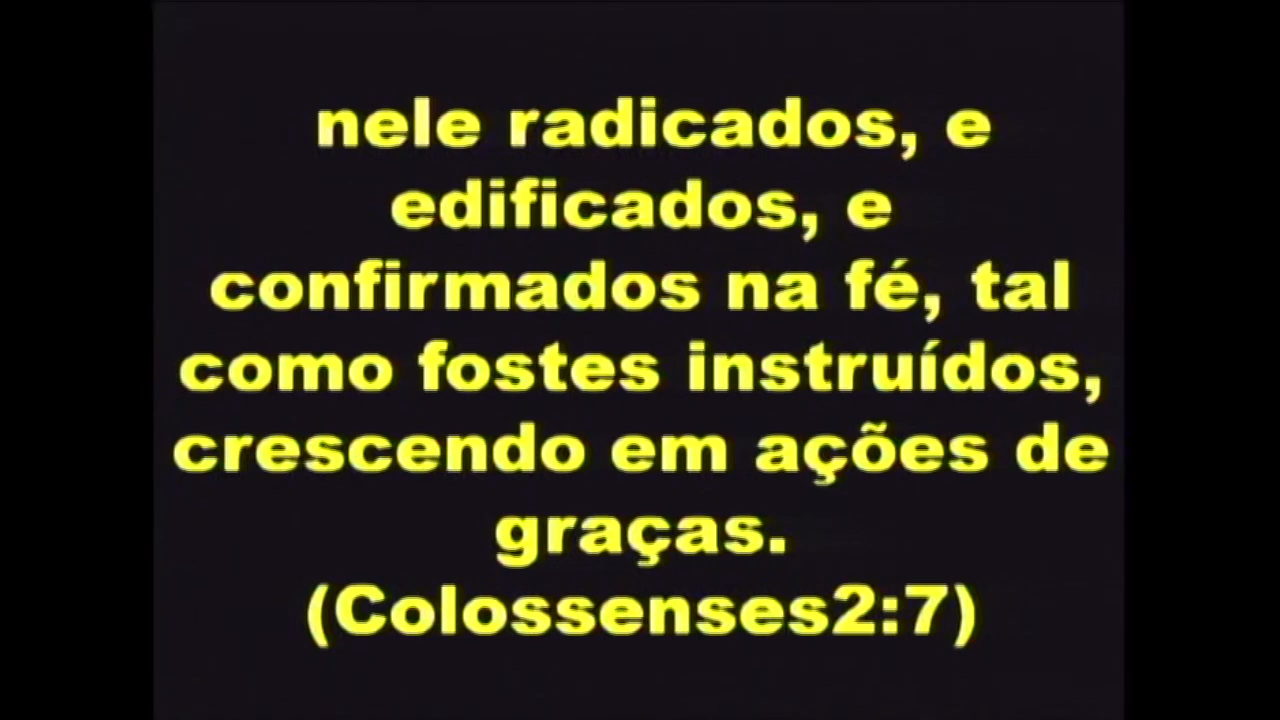 nele radicados, e
edificados, e
confirmados na fé, tal
como fostes instruídos,
crescendo em ações de
graças.
(Colossenses2:7)